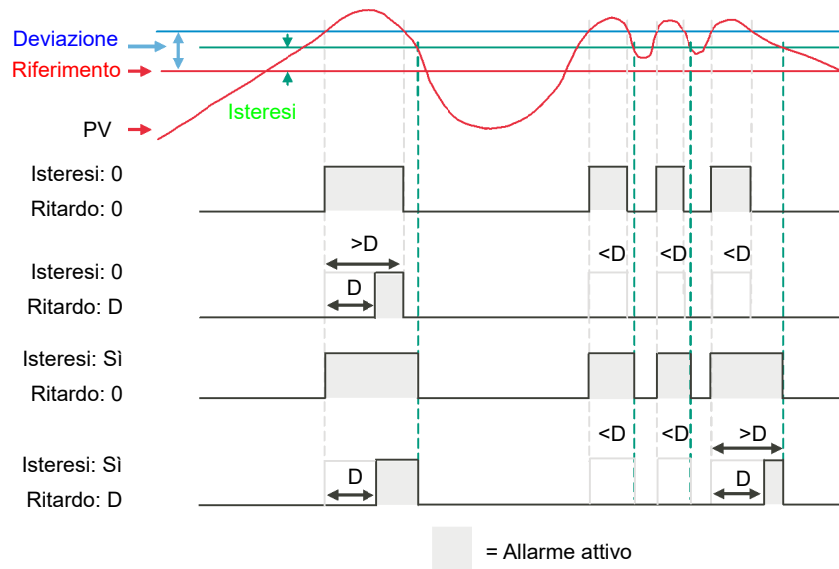 Deviazione
Riferimento
Isteresi
PV
Isteresi: 0
Ritardo: 0
>D <D <D <D
Isteresi: 0
D
Ritardo: D
Isteresi: Sì
Ritardo: 0
<D <D >D
Isteresi: Sì
D D
Ritardo: D
= Allarme attivo